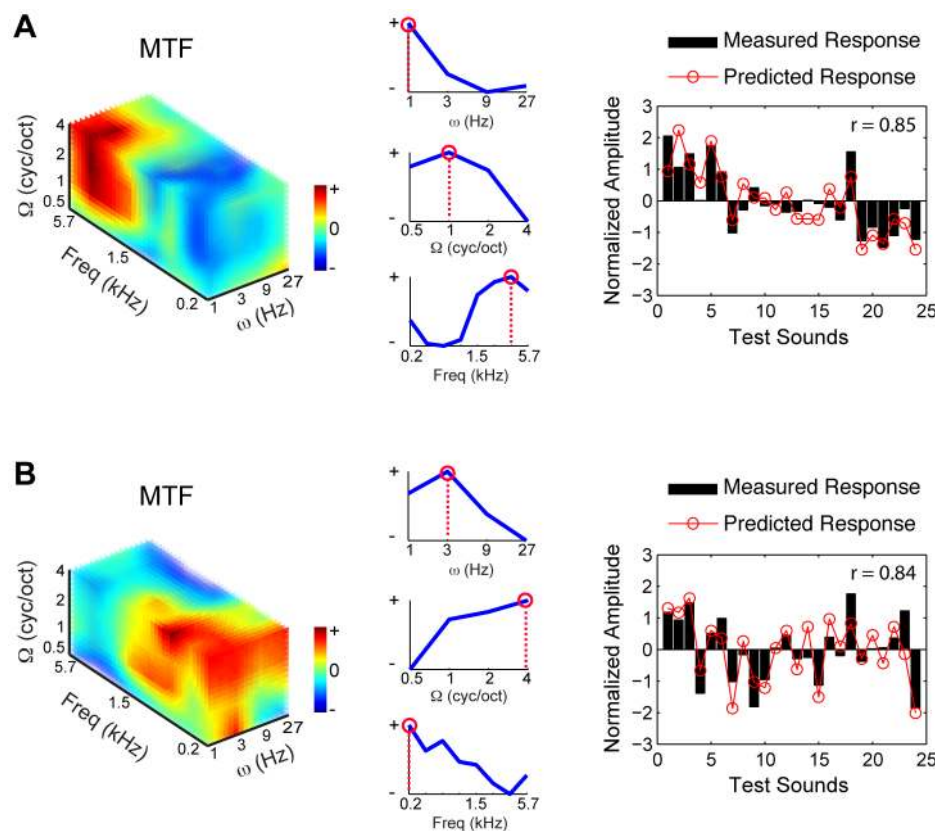 A
MTF
Ω (cyc/oct)
4
2
1
0.5
5.7
1.5
0.2
Freq (kHz)
1
3
9
27
ω (Hz)
+
0
-
+
-
1 3 9 27
ω (Hz)
+
-
0.5 1 2 4
Ω (cyc/oct)
+
-
0.2 1.5 5.7
Freq (kHz)
Measured Response
Predicted Response
r = 0.85
Normalized Amplitude
3
2
1
0
−1
−2
−3
0 5 10 15 20 25
Test Sounds
B
MTF
Ω (cyc/oct)
4
2
1
0.5
5.7
1.5
0.2
Freq (kHz)
1
3
9
27
ω (Hz)
+
0
-
+
-
1 3 9 27
ω (Hz)
+
-
0.5 1 2 4
Ω (cyc/oct)
+
-
0.2 1.5 5.7
Freq (kHz)
Measured Response
Predicted Response
r = 0.84
Normalized Amplitude
3
2
1
0
−1
−2
−3
0 5 10 15 20 25
Test Sounds